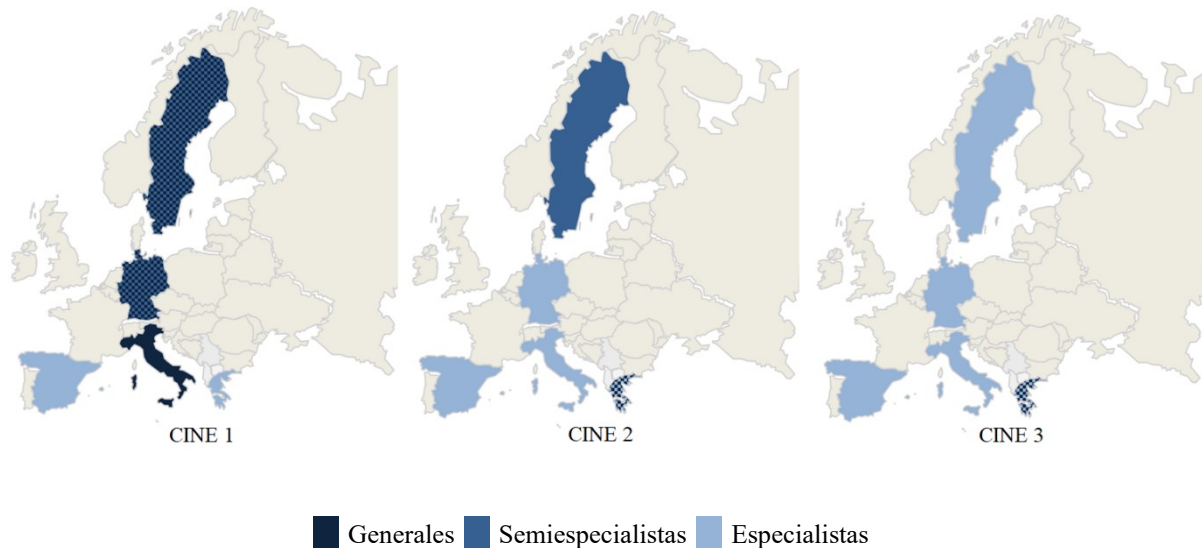 CINE 1
CINE 2
CINE 3
Generales Semiespecialistas Especialistas